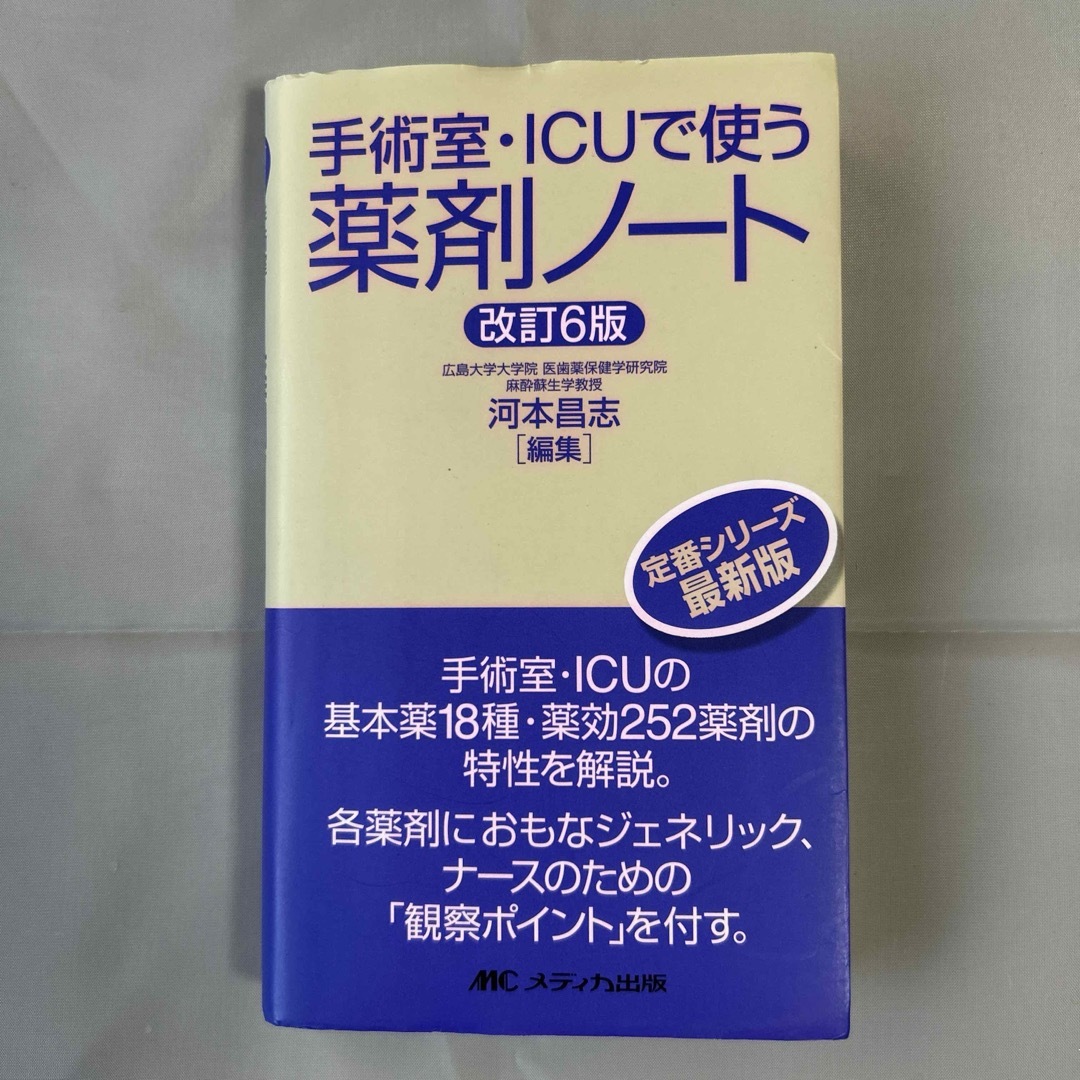 手術室・ICUで使う
薬剤ノート
改訂6版
広島大学大学院 医歯薬保健学研究院
麻酔蘇生学教授
河本昌志
[編集]
定番シリーズ
最新版
手術室・ICUの
基本薬18種・薬効252薬剤の
特性を解説。
各薬剤におもなジェネリック、
ナースのための
「観察ポイント」を付す。
MC メディカ出版